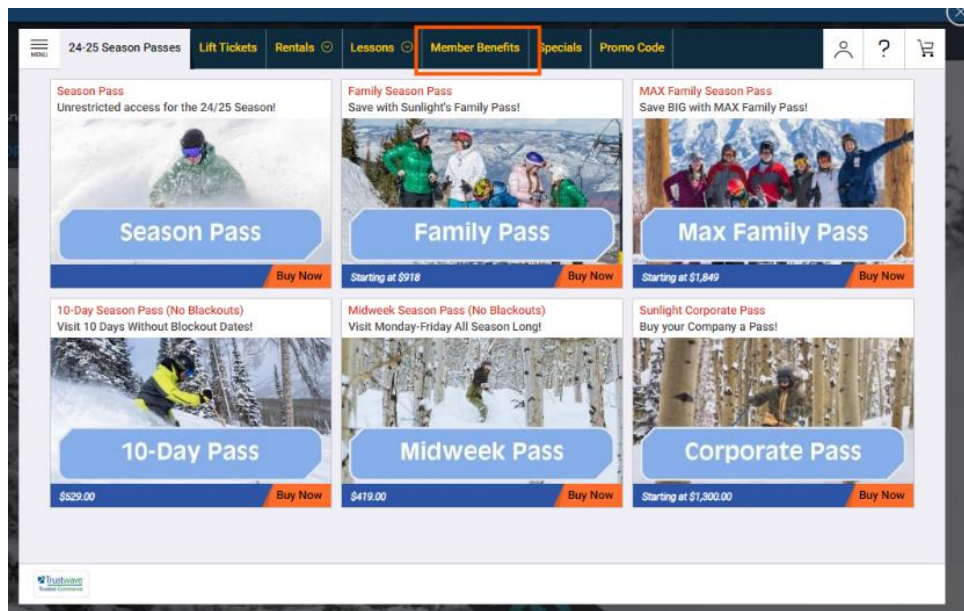 MENU
24-25 Season Passes
Lift Tickets
Rentals
Lessons
Member Benefits
Specials
Promo Code
?
Season Pass
Unrestricted access for the 24/25 Season!
Season Pass
Buy Now
Family Season Pass
Save with Sunlight's Family Pass!
Family Pass
Starting at $918
Buy Now
MAX Family Season Pass
Save BIG with MAX Family Pass!
Max Family Pass
Starting at $1,849
Buy Now
10-Day Season Pass (No Blackouts)
Visit 10 Days Without Blockout Dates!
10-Day Pass
$529.00
Buy Now
Midweek Season Pass (No Blackouts)
Visit Monday-Friday All Season Long!
Midweek Pass
$419.00
Buy Now
Sunlight Corporate Pass
Buy your Company a Pass!
Corporate Pass
Starting at $1,300.00
Buy Now
Trustwave
Trusted Commerce